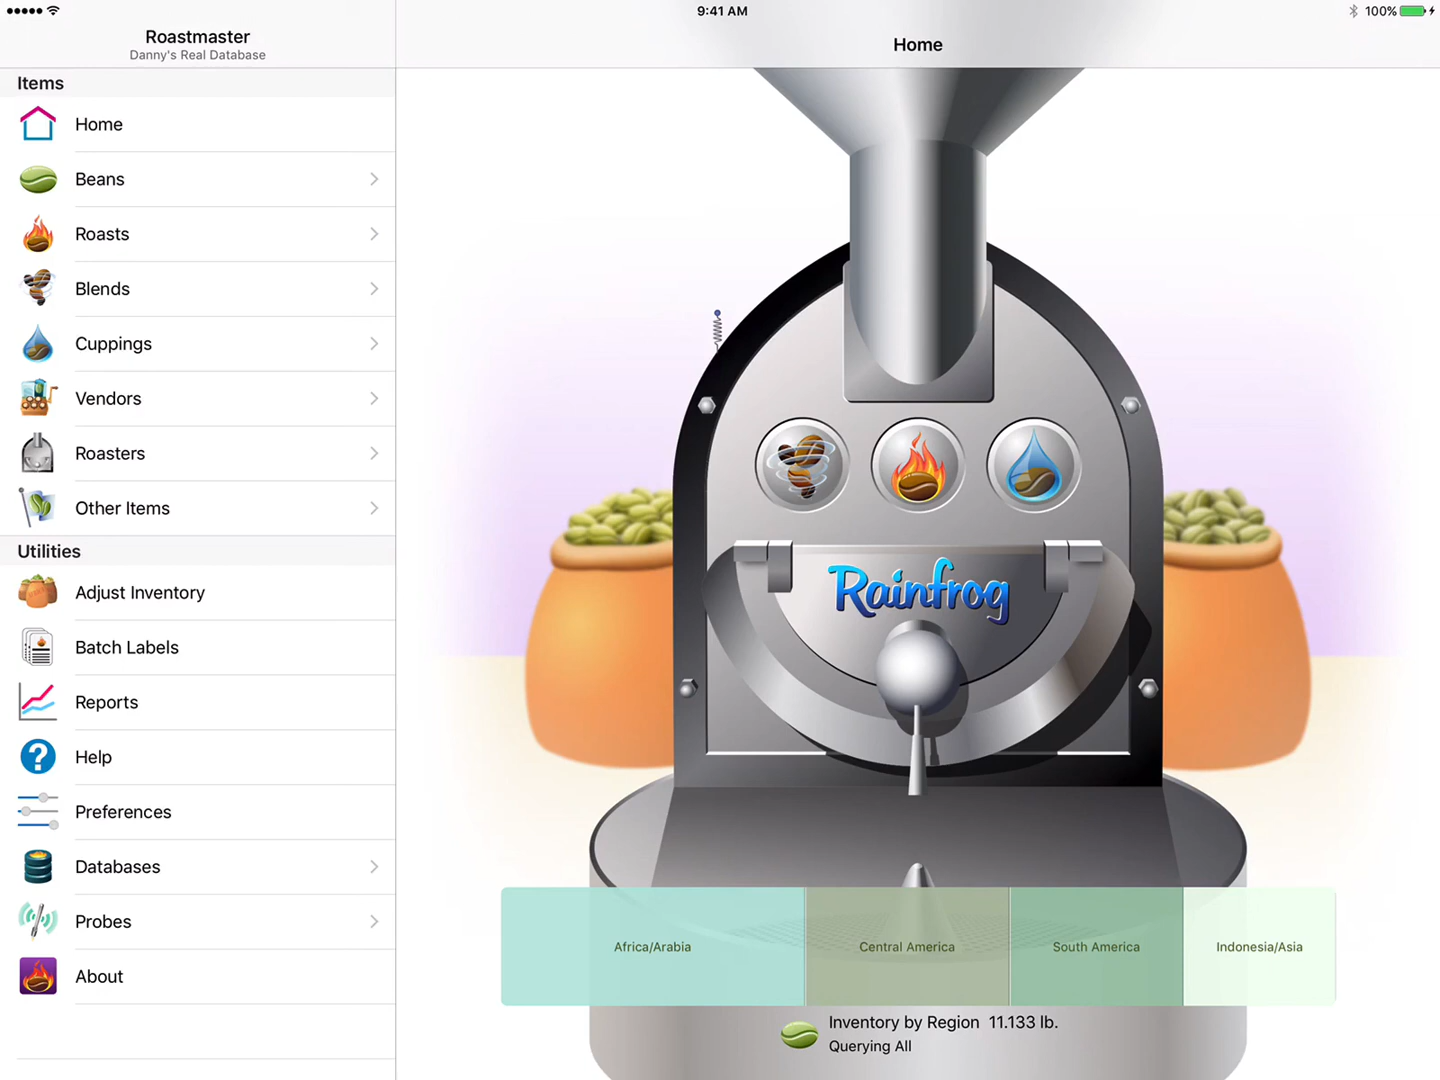 9:41 AM
100%
Roastmaster
Danny's Real Database
Home
Items
Home
Beans
Roasts
Blends
Cuppings
Vendors
Roasters
Other Items
Utilities
Adjust Inventory
Batch Labels
Reports
Help
Preferences
Databases
Probes
About
Rainfrog
Africa/Arabia
Central America
South America
Indonesia/Asia
Inventory by Region 11.133 lb.
Querying All